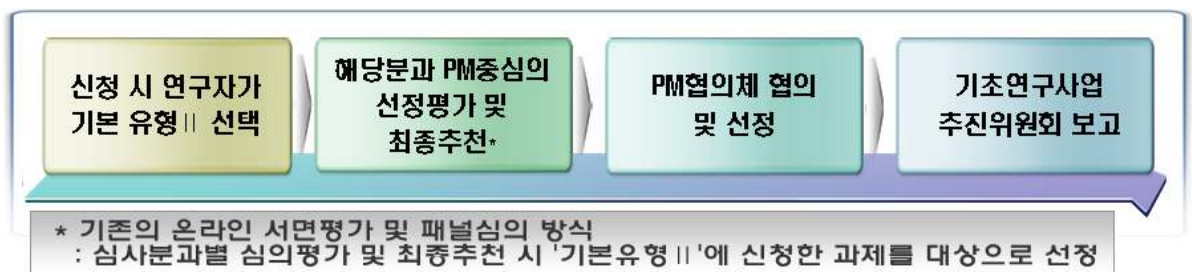 신청 시 연구자가
기본 유형Ⅱ 선택
해당분과 PM중심의
선정평가 및
최종추천*
PM협의체 협의
및 선정
기초연구사업
추진위원회 보고
* 기존의 온라인 서면평가 및 패널심의 방식
: 심사분과별 심의평가 및 최종추천 시 '기본유형Ⅱ'에 신청한 과제를 대상으로 선정